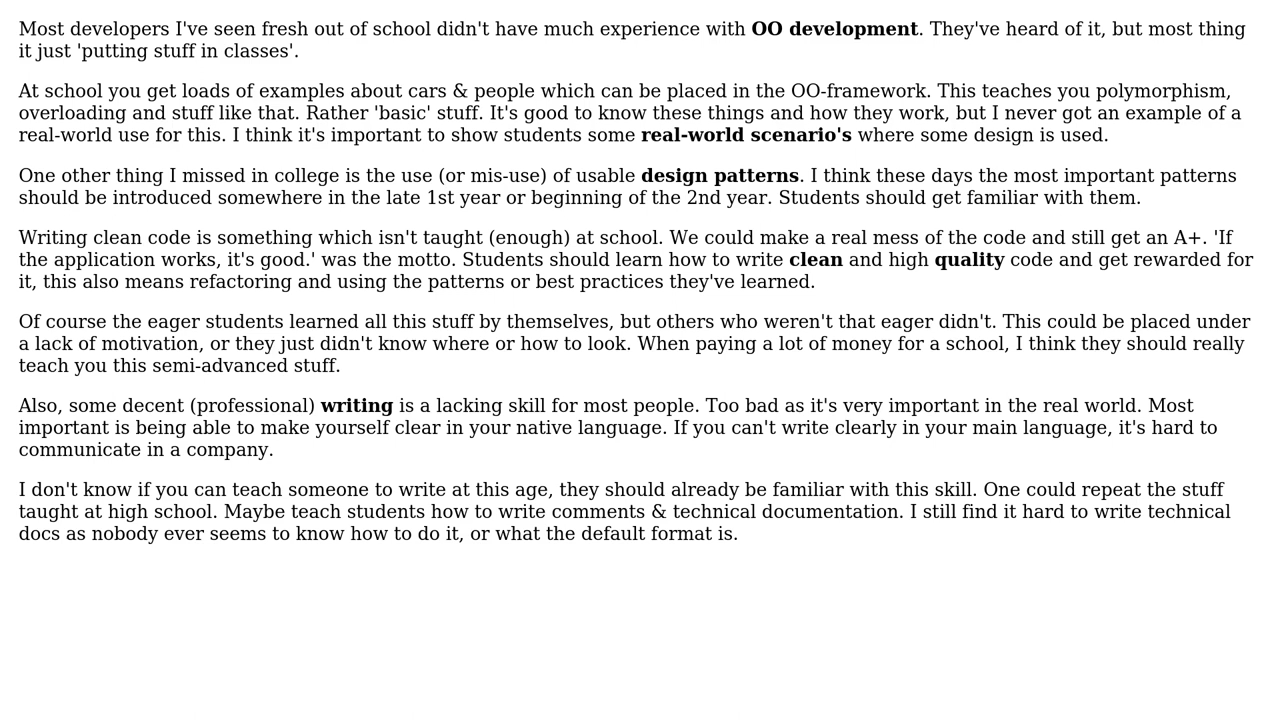 Most developers I've seen fresh out of school didn't have much experience with OO development. They've heard of it, but most thing
it just 'putting stuff in classes'.
At school you get loads of examples about cars & people which can be placed in the OO-framework. This teaches you polymorphism,
overloading and stuff like that. Rather 'basic' stuff. It's good to know these things and how they work, but I never got an example of a
real-world use for this. I think it's important to show students some real-world scenario's where some design is used.
One other thing I missed in college is the use (or mis-use) of usable design patterns. I think these days the most important patterns
should be introduced somewhere in the late 1st year or beginning of the 2nd year. Students should get familiar with them.
Writing clean code is something which isn't taught (enough) at school. We could make a real mess of the code and still get an A+. 'If
the application works, it's good.' was the motto. Students should learn how to write clean and high quality code and get rewarded for
it, this also means refactoring and using the patterns or best practices they've learned.
Of course the eager students learned all this stuff by themselves, but others who weren't that eager didn't. This could be placed under
a lack of motivation, or they just didn't know where or how to look. When paying a lot of money for a school, I think they should really
teach you this semi-advanced stuff.
Also, some decent (professional) writing is a lacking skill for most people. Too bad as it's very important in the real world. Most
important is being able to make yourself clear in your native language. If you can't write clearly in your main language, it's hard to
communicate in a company.
I don't know if you can teach someone to write at this age, they should already be familiar with this skill. One could repeat the stuff
taught at high school. Maybe teach students how to write comments & technical documentation. I still find it hard to write technical
docs as nobody ever seems to know how to do it, or what the default format is.